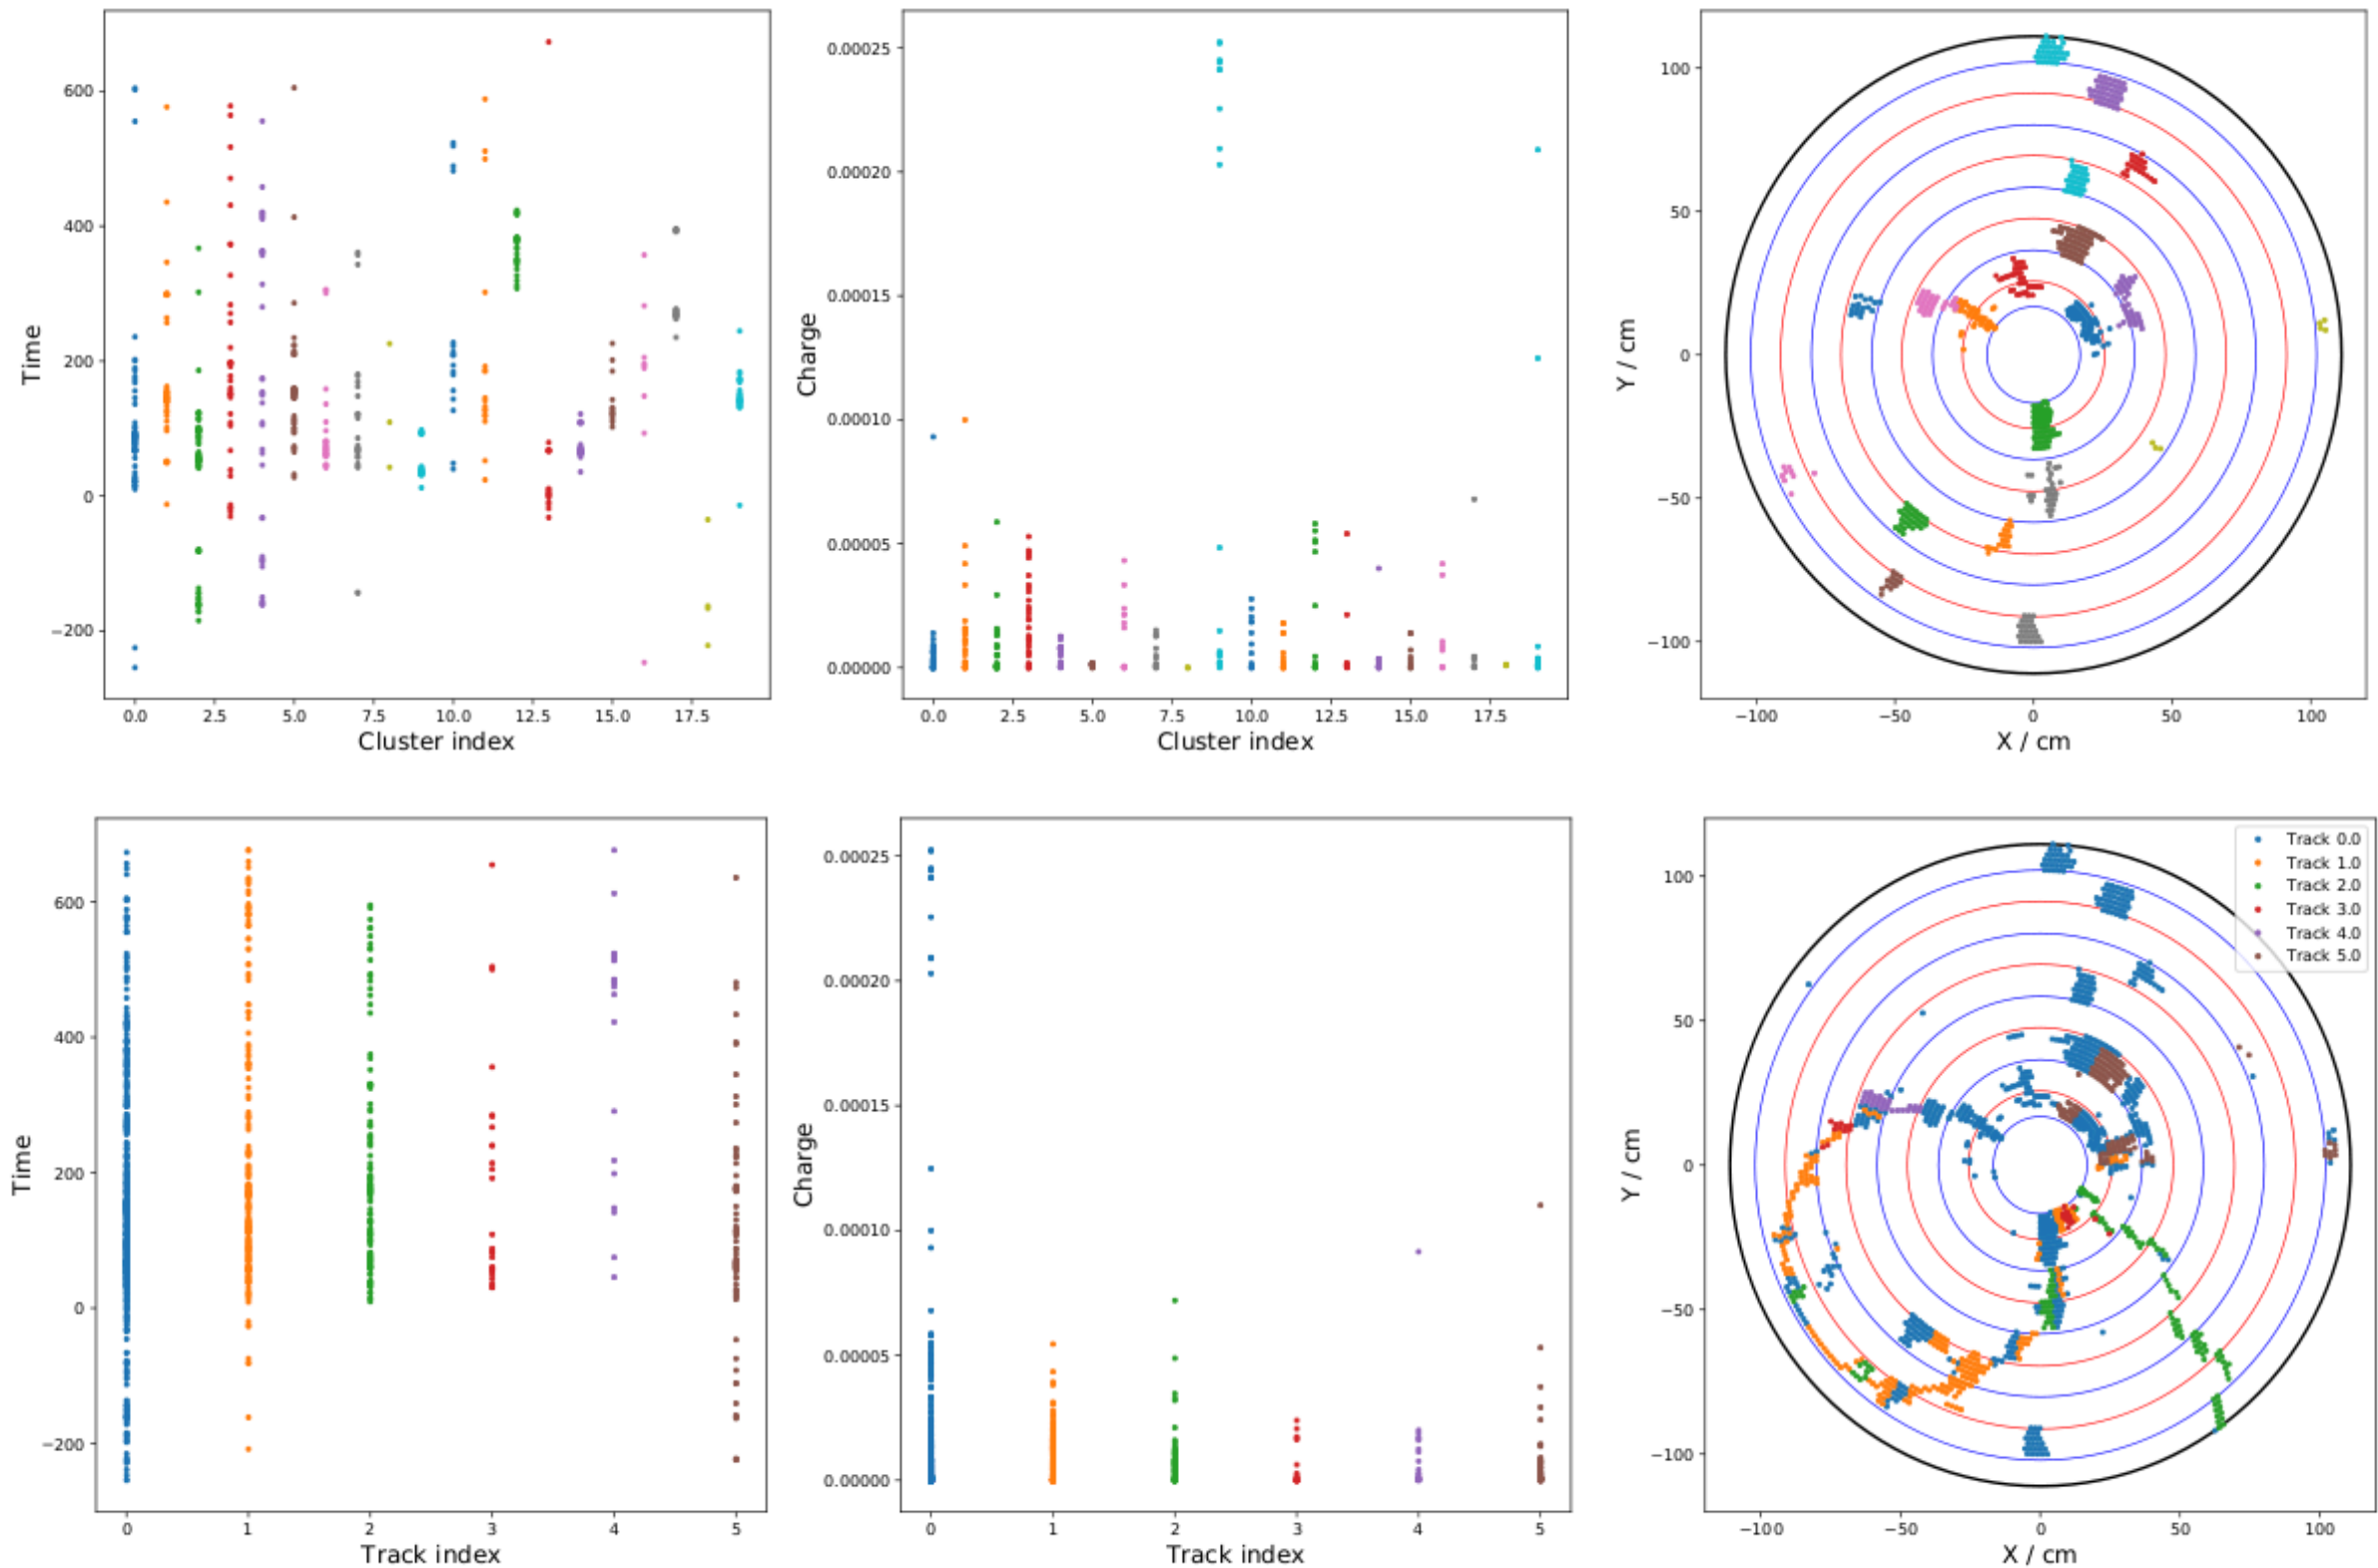 600
400
200
0
−200
Time
0.0 2.5 5.0 7.5 10.0 12.5 15.0 17.5
Cluster index
0.00025
0.00020
0.00015
0.00010
0.00005
0.00000
Charge
0.0 2.5 5.0 7.5 10.0 12.5 15.0 17.5
Cluster index
100
50
0
−50
−100
Y / cm
−100 −50 0 50 100
X / cm
600
400
200
0
−200
Time
0 1 2 3 4 5
Track index
0.00025
0.00020
0.00015
0.00010
0.00005
0.00000
Charge
0 1 2 3 4 5
Track index
Track 0.0
Track 1.0
Track 2.0
Track 3.0
Track 4.0
Track 5.0
100
50
0
−50
−100
Y / cm
−100 −50 0 50 100
X / cm